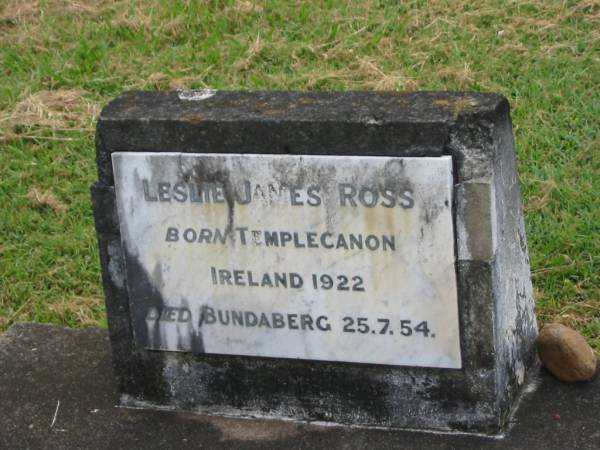 LESLIE JAMES ROSS
BORN TEMPLECANON
IRELAND 1922
DIED BUNDABERG 25.7.54.